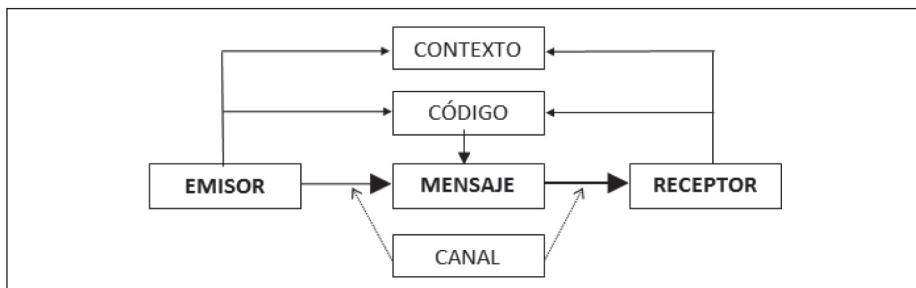 CONTEXTO
CÓDIGO
EMISOR
MENSAJE
RECEPTOR
CANAL